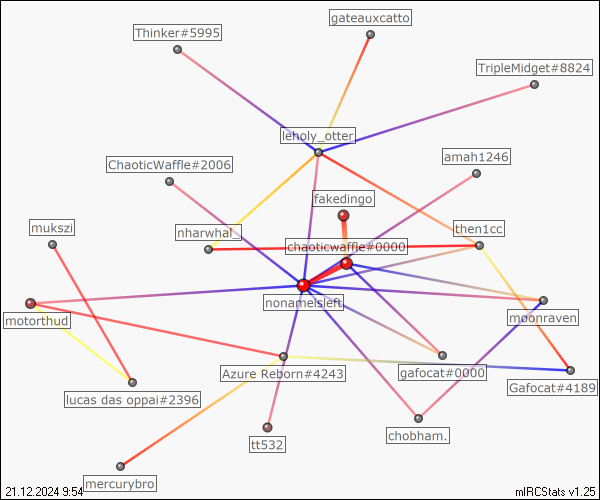 gateauxcatto
Thinker#5995
TripleMidget#8824
leholy_otter
amah1246
ChaoticWaffle#2006
fakedingo
mukszi
nharwhal_
then1cc
chaoticwaffle#0000
nonameisleft
motorthud
moonraven
Azure Reborn#4243
gafocat#0000
Gafocat#4189
lucas das oppai#2396
chobham.
tt532
mercurybro
21.12.2024 9:54
mIRCStats v1.25